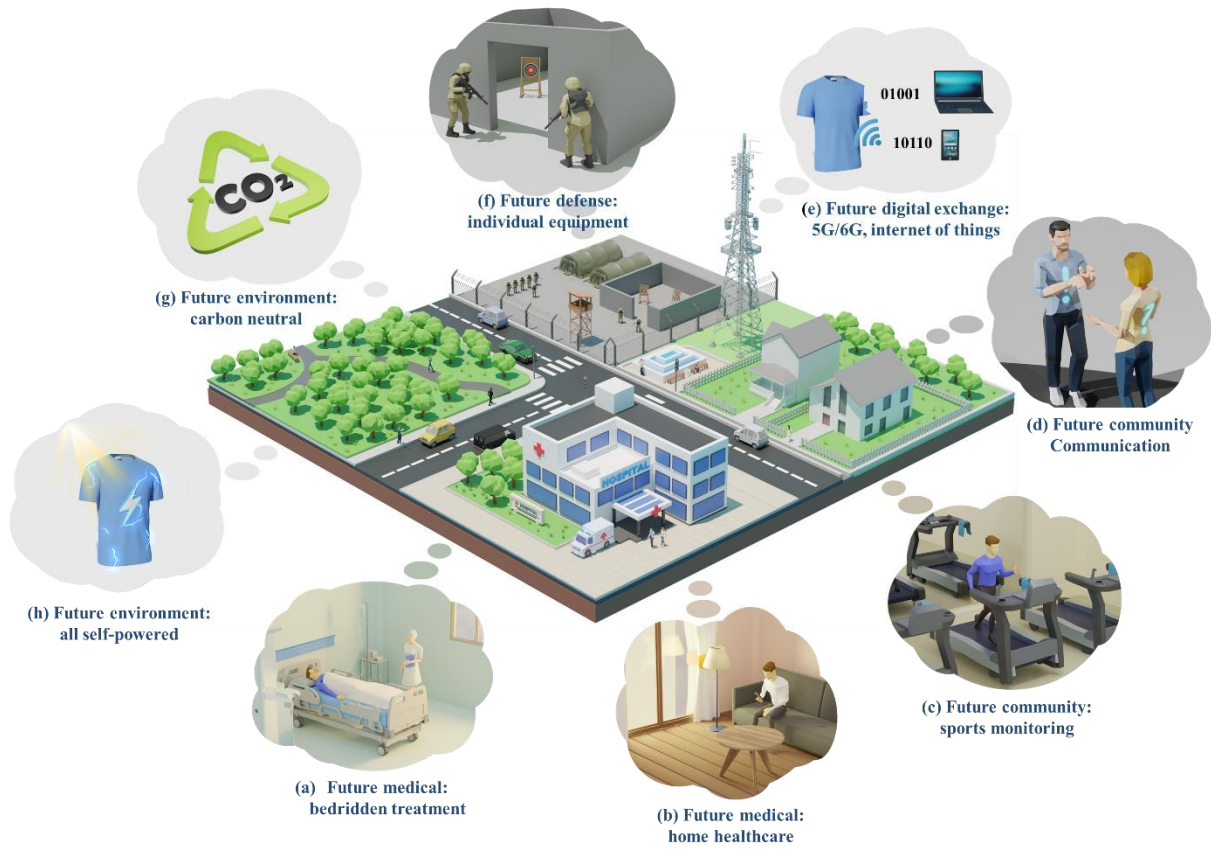 01001
10110
(e) Future digital exchange:
5G/6G, internet of things
(f) Future defense:
individual equipment
CO2
(g) Future environment:
carbon neutral
(d) Future community
Communication
HOSPITAL
(h) Future environment:
all self-powered
(c) Future community:
sports monitoring
(a) Future medical:
bedridden treatment
(b) Future medical:
home healthcare